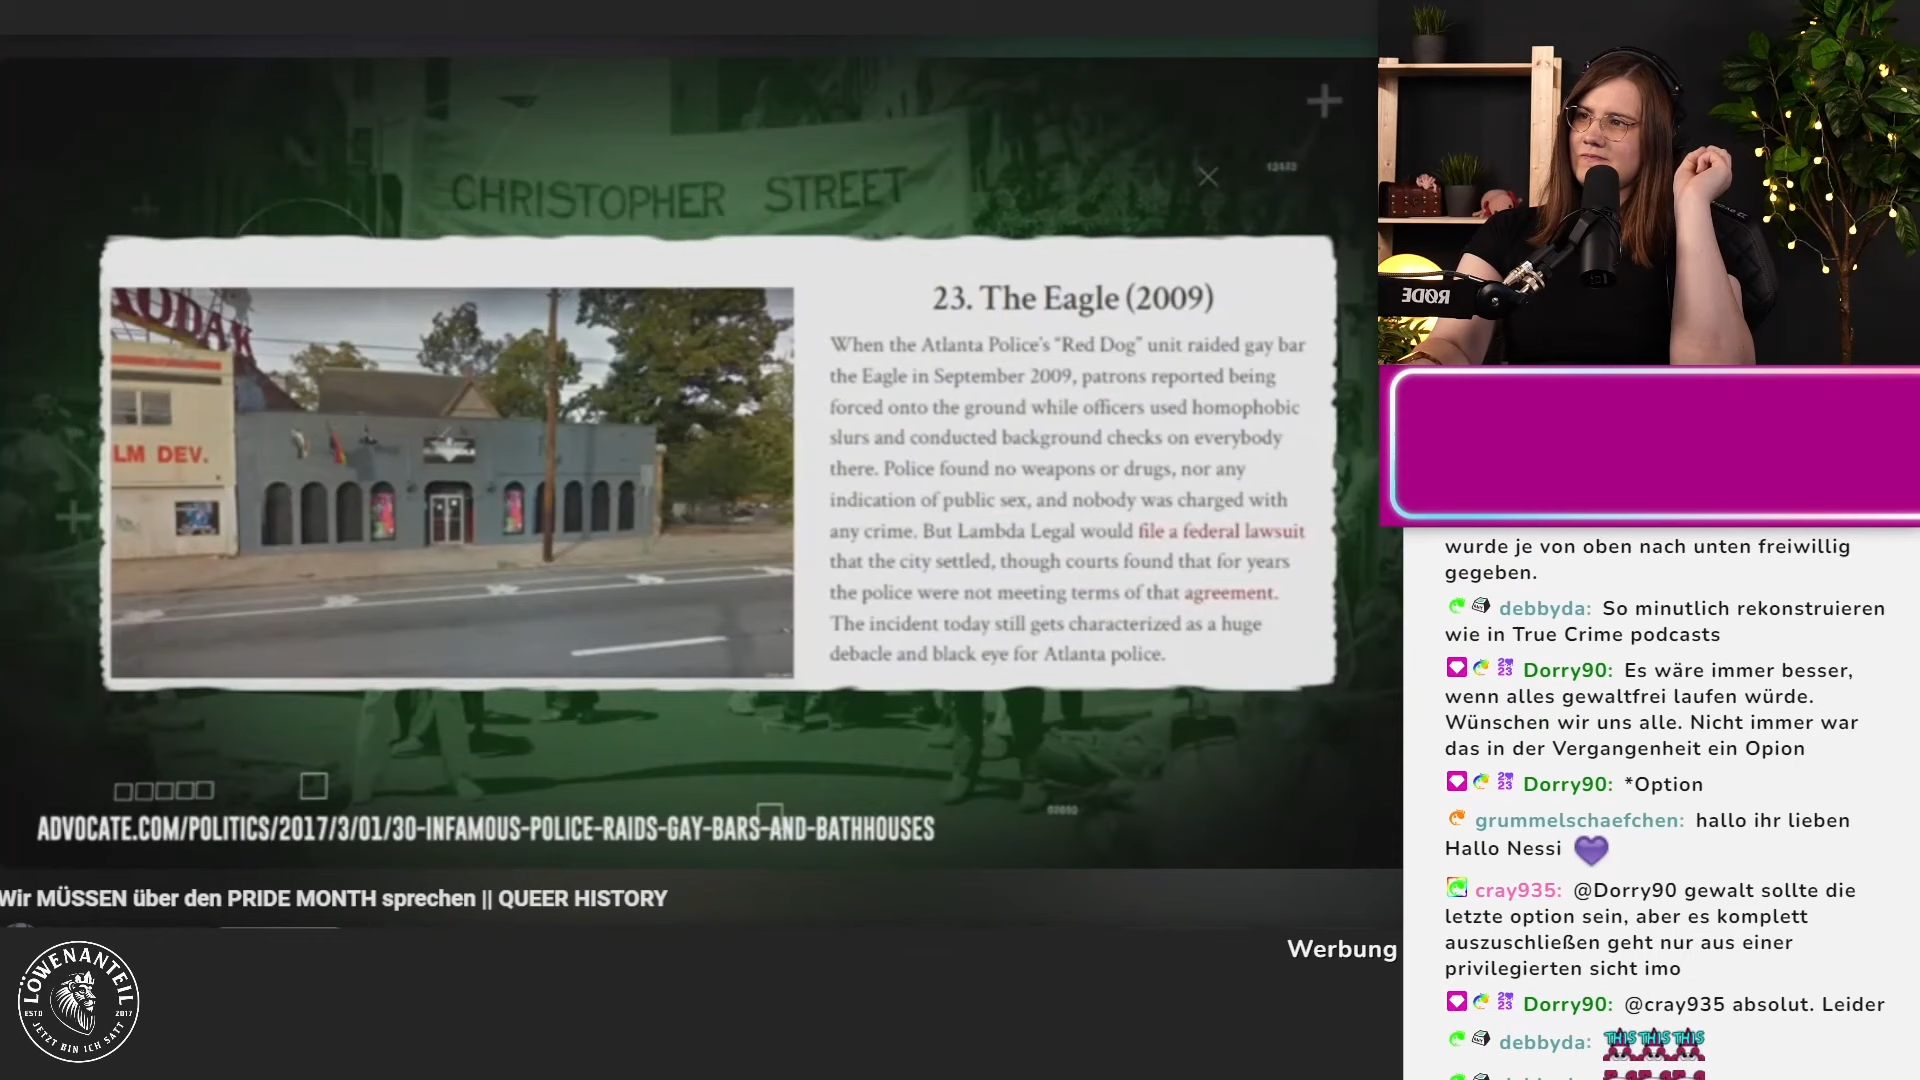 CHRISTOPHER STREET
23. The Eagle (2009)
When the Atlanta Police's “Red Dog” unit raided gay bar
the Eagle in September 2009, patrons reported being
forced onto the ground while officers used homophobic
slurs and conducted background checks on everybody
there. Police found no weapons or drugs, nor any
indication of public sex, and nobody was charged with
any crime. But Lambda Legal would file a federal lawsuit
that the city settled, though courts found that for years
the police were not meeting terms of that agreement.
The incident today still gets characterized as a huge
debacle and black eye for Atlanta police.
KODAK
LM DEV.
ADVOCATE.COM/POLITICS/2017/3/01/30-INFAMOUS-POLICE-RAIDS-GAY-BARS-AND-BATHHOUSES
Wir MÜSSEN über den PRIDE MONTH sprechen || QUEER HISTORY
LÖWENANTEIL
ESTD 2017
JETZT BIN ICH SATT
Werbung
RØDE
wurde je von oben nach unten freiwillig
gegeben.
debbyda: So minutlich rekonstruieren
wie in True Crime podcasts
Dorry90: Es wäre immer besser,
wenn alles gewaltfrei laufen würde.
Wünschen wir uns alle. Nicht immer war
das in der Vergangenheit ein Opion
Dorry90: *Option
grummelschaefchen: hallo ihr lieben
Hallo Nessi
cray935: @Dorry90 gewalt sollte die
letzte option sein, aber es komplett
auszuschließen geht nur aus einer
privilegierten sicht imo
Dorry90: @cray935 absolut. Leider
debbyda: THIS THIS THIS